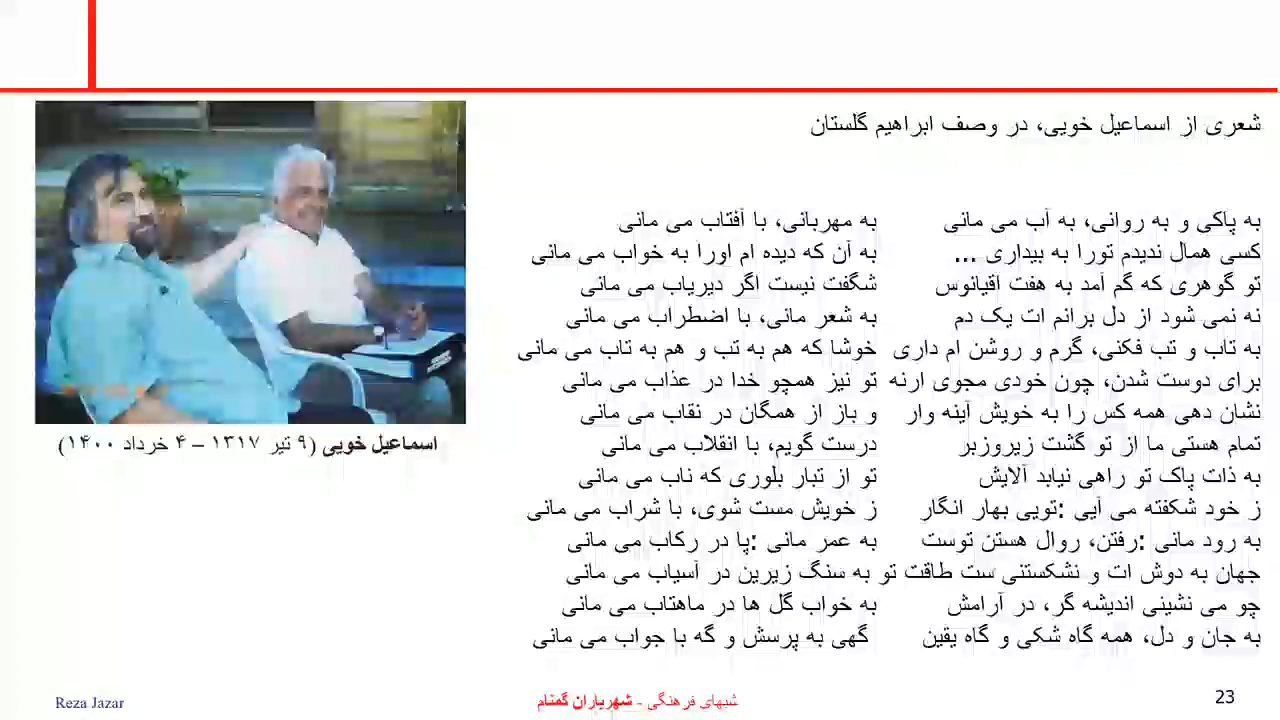 شعری از اسماعیل خویی، در وصف ابراهیم گلستان
به پاکی و به روانی، به آب می مانی به مهربانی، با آفتاب می مانی
کسی همال ندیدم تورا به بیداری ... به آن که دیده ام اورا به خواب می مانی
تو گوهری که گم آمد به هفت اقیانوس شگفت نیست اگر دیریاب می مانی
نه نمی شود از دل برانم ات یک دم به شعر مانی، با اضطراب می مانی
به تاب و تب فکنی، گرم و روشن ام داری خوشا که هم به تب و هم به تاب می مانی
برای دوست شدن، چون خودی مجوی ارنه تو نیز همچو خدا در عذاب می مانی
نشان دهی همه کس را به خویش آینه وار و باز از همگان در نقاب می مانی
تمام هستی ما از تو گشت زیروزبر درست گویم، با انقلاب می مانی
به ذات پاک تو راهی نیابد آلایش تو از تبار بلوری که ناب می مانی
ز خود شکفته می آیی :تویی بهار انگار ز خویش مست شوی، با شراب می مانی
به رود مانی :رفتن، روال هستن توست به عمر مانی :پا در رکاب می مانی
جهان به دوش ات و نشکستنی ست طاقت تو به سنگ زیرین در آسیاب می مانی
چو می نشینی اندیشه گر، در آرامش به خواب گل ها در ماهتاب می مانی
به جان و دل، همه گاه شکی و گاه یقین گهی به پرسش و گه با جواب می مانی
اسماعیل خویی (۹ تیر ۱۳۱۷ – ۴ خرداد ۱۴۰۰)
Reza Jazar
شبهای فرهنگی - شهریاران گمنام
23